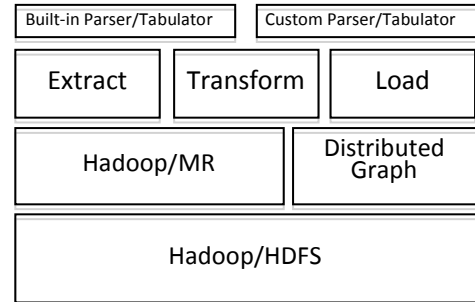 Built-in Parser/Tabulator
Custom Parser/Tabulator
Extract
Transform
Load
Hadoop/MR
Distributed
Graph
Hadoop/HDFS